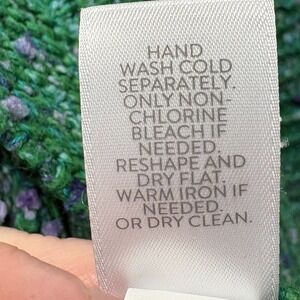 HAND
WASH COLD
SEPARATELY.
ONLY NON-
CHLORINE
BLEACH IF
NEEDED.
RESHAPE AND
DRY FLAT.
WARM IRON IF
NEEDED.
OR DRY CLEAN.